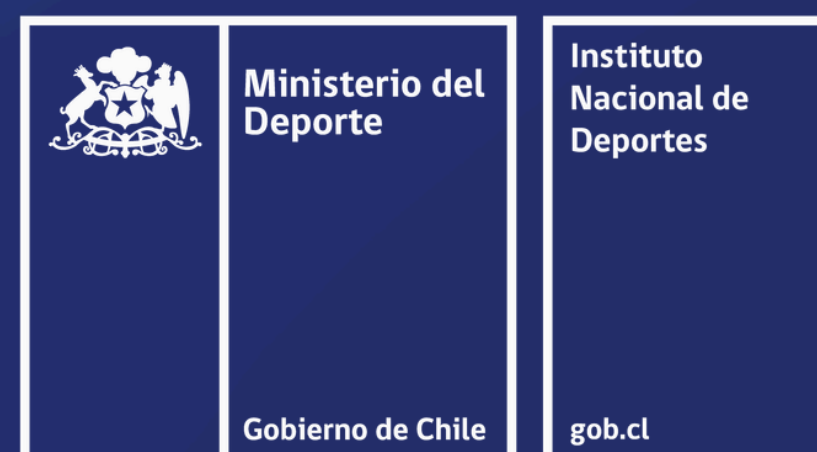 Ministerio del
Deporte
Gobierno de Chile
Instituto
Nacional de
Deportes
gob.cl